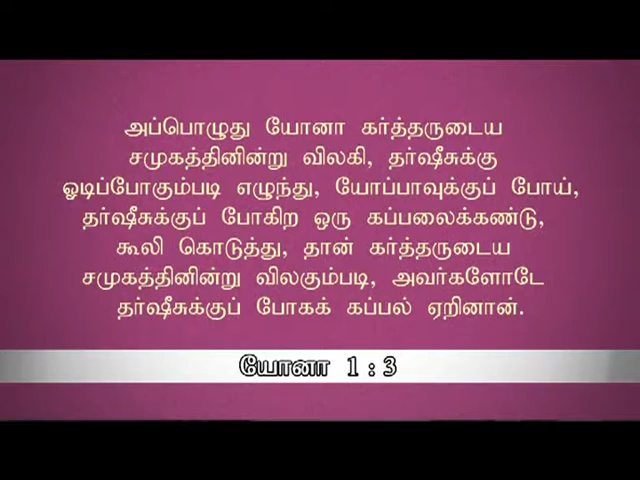 அப்பொழுது யோனா கர்த்தருடைய
சமுகத்தினின்று விலகி, தர்ஷீசுக்கு
ஓடிப்போகும்படி எழுந்து, யோப்பாவுக்குப் போய்,
தர்ஷீசுக்குப் போகிற ஒரு கப்பலைக்கண்டு,
கூலி கொடுத்து, தான் கர்த்தருடைய
சமுகத்தினின்று விலகும்படி, அவர்களோடே
தர்ஷீசுக்குப் போகக் கப்பல் ஏறினான்.
யோனா 1 : 3